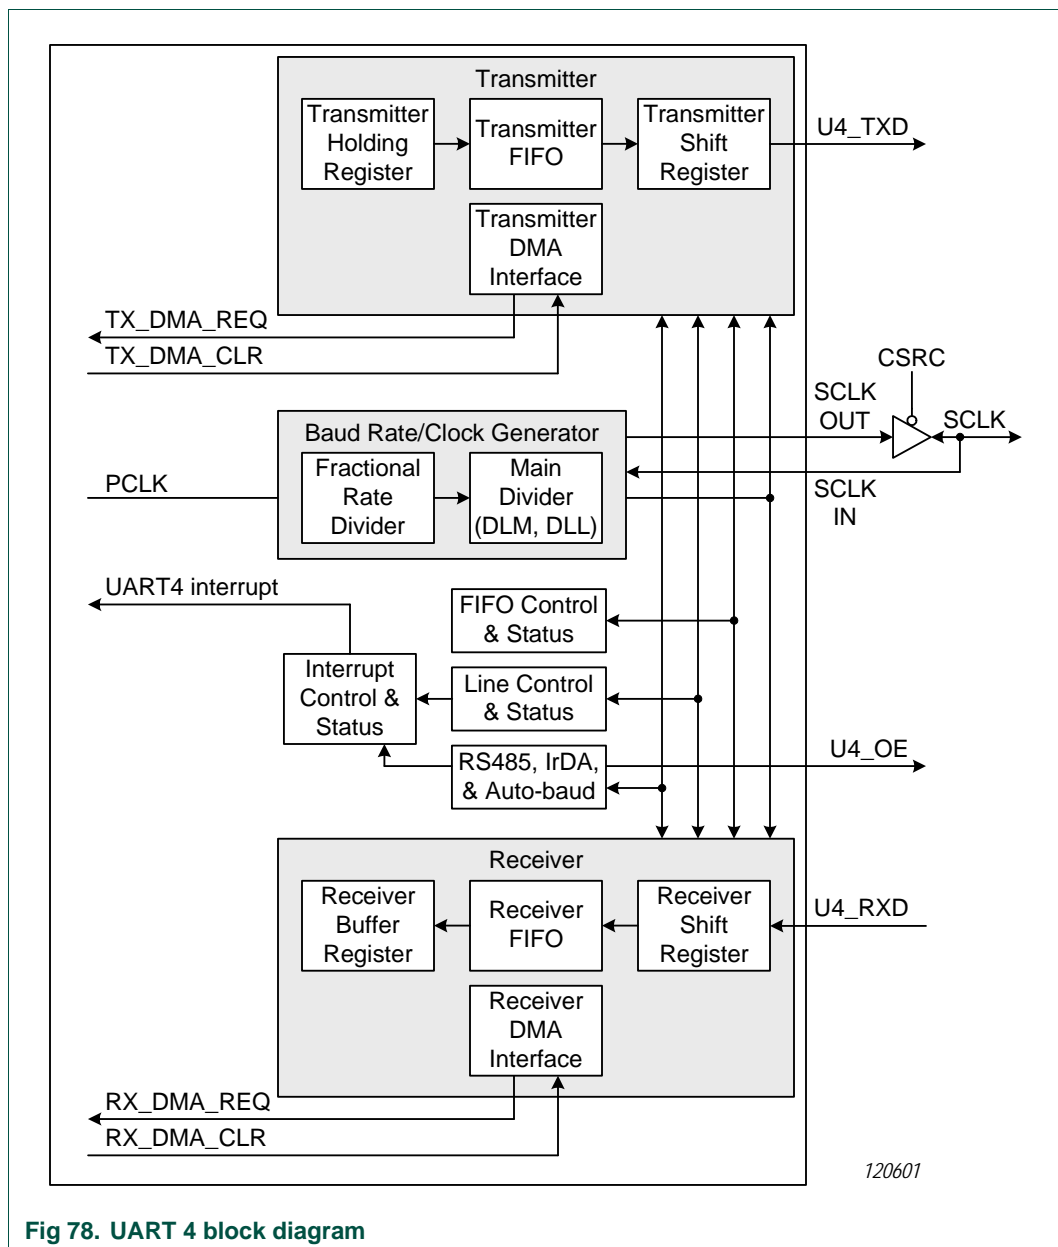 Transmitter
Transmitter
Holding
Register
Transmitter
FIFO
Transmitter
Shift
Register
U4_TXD
Transmitter
DMA
Interface
TX_DMA_REQ
TX_DMA_CLR
CSRC
SCLK
OUT
SCLK
Baud Rate/Clock Generator
PCLK
Fractional
Rate
Divider
Main
Divider
(DLM, DLL)
SCLK
IN
UART4 interrupt
FIFO Control
& Status
Interrupt
Control &
Status
Line Control
& Status
RS485, IrDA,
& Auto-baud
U4_OE
Receiver
Receiver
Buffer
Register
Receiver
FIFO
Receiver
Shift
Register
U4_RXD
Receiver
DMA
Interface
RX_DMA_REQ
RX_DMA_CLR
120601
Fig 78. UART 4 block diagram